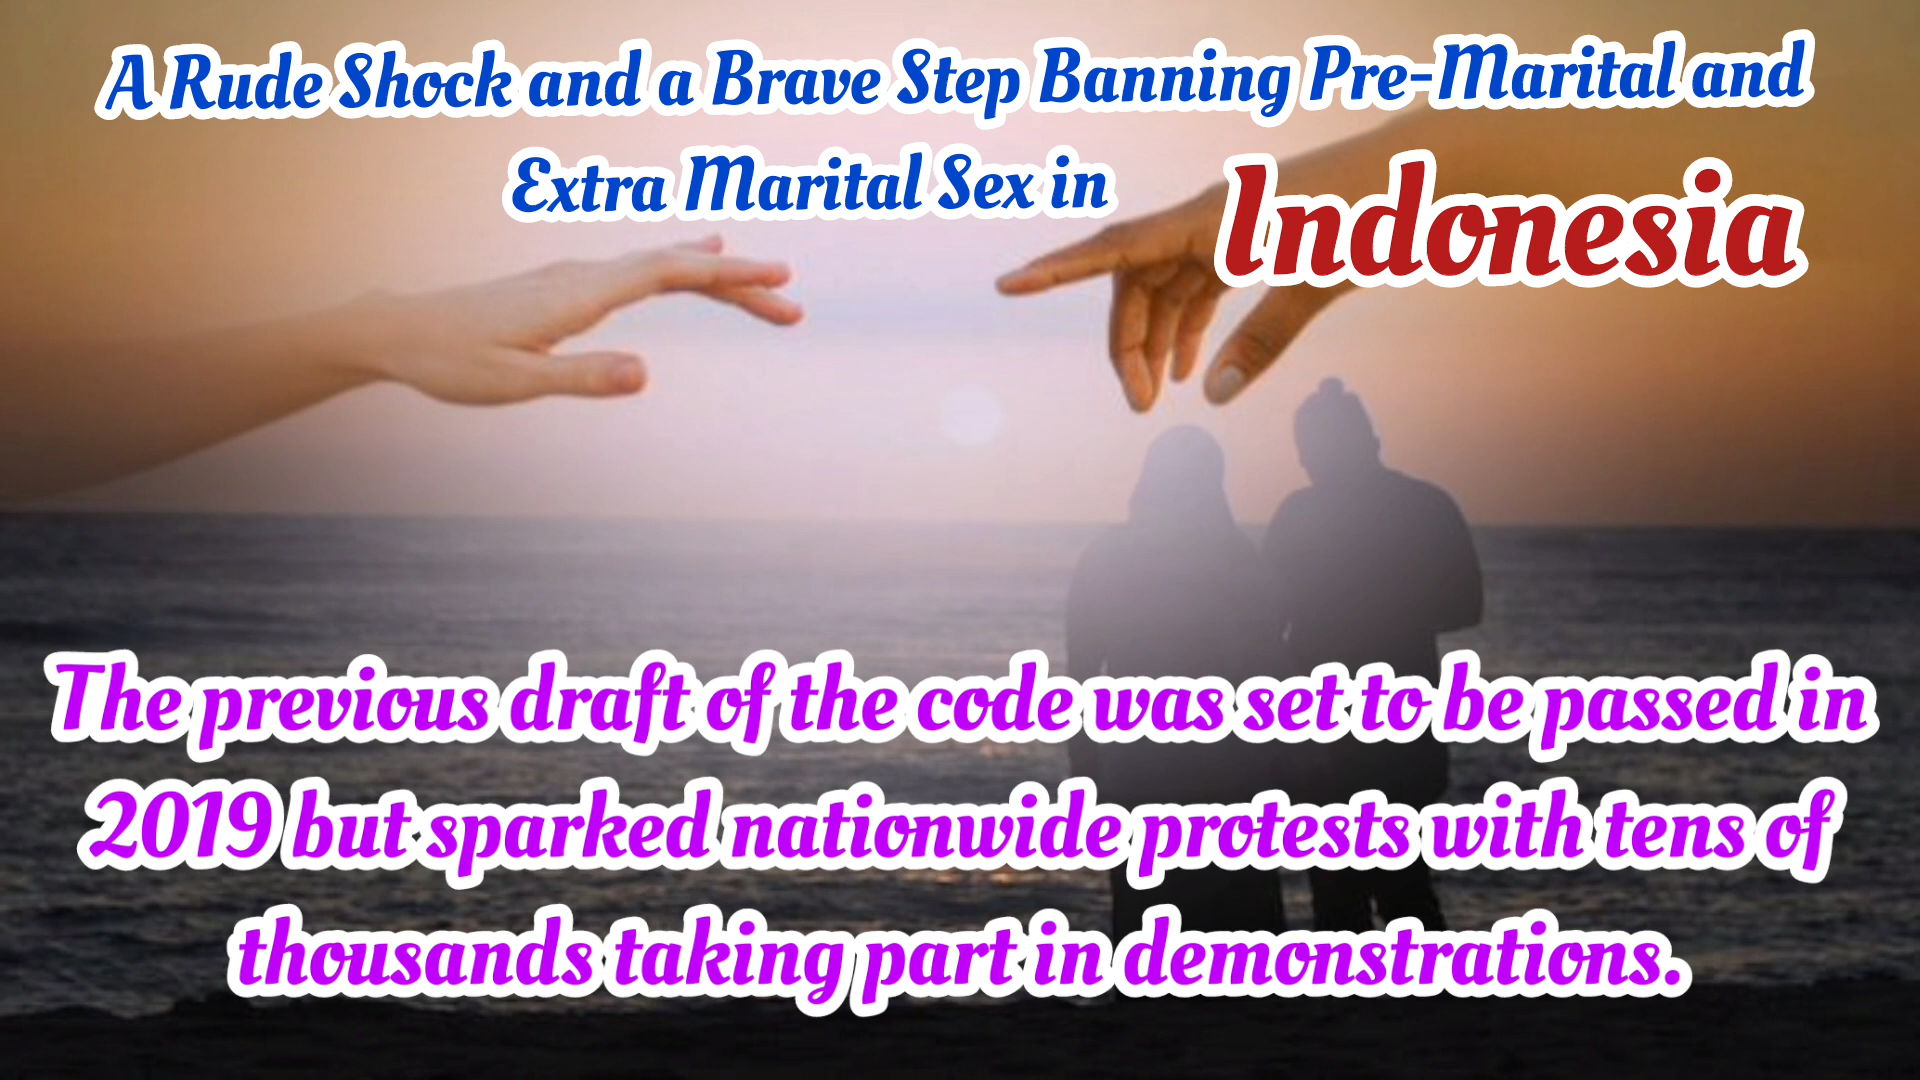 A Rude Shock and a Brave Step Banning Pre-Marital and
Extra Marital Sex in Indonesia
The previous draft of the code was set to be passed in
2019 but sparked nationwide protests with tens of
thousands taking part in demonstrations.